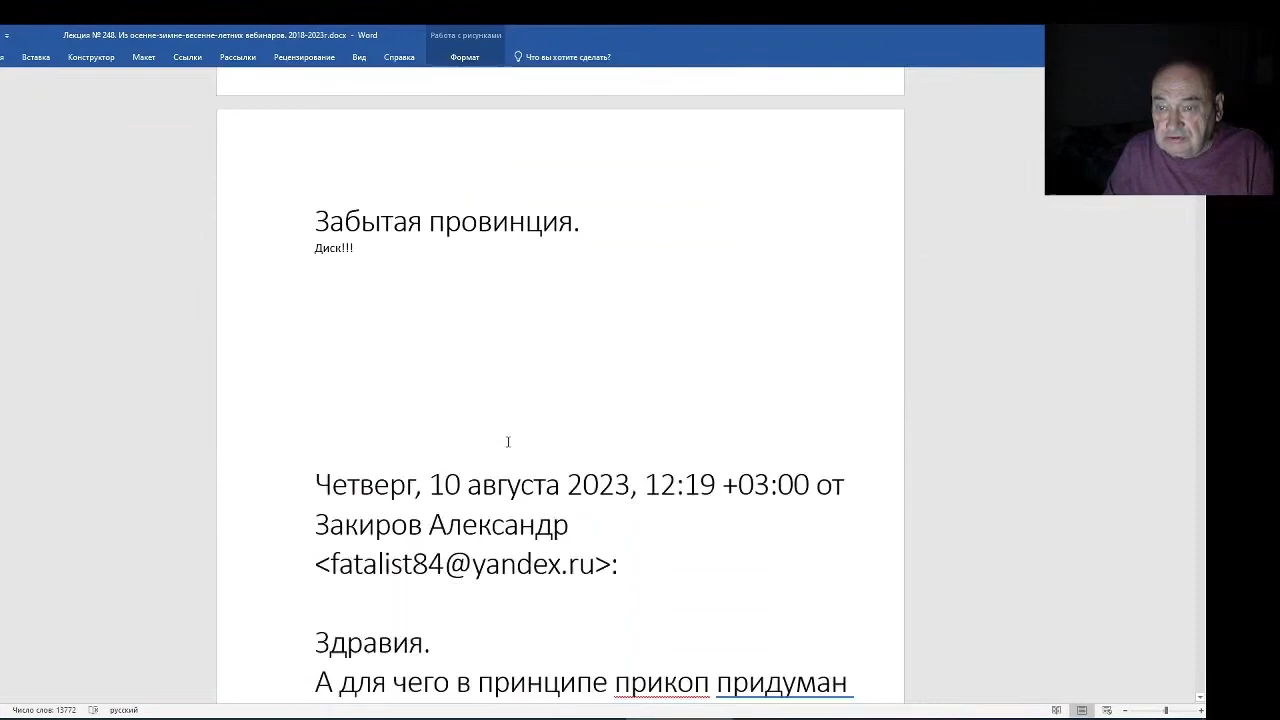 Лекция № 248. Из осенне-зимне-весенне-летних вебинаров. 2018-2023г.docx - Word
Работа с рисунками
я Вставка Конструктор Макет Ссылки Рассылки Рецензирование Вид Справка Формат Что вы хотите сделать?
Забытая провинция.
Диск!!!
Четверг, 10 августа 2023, 12:19 +03:00 от
Закиров Александр
<fatalist84@yandex.ru>:
Здравия.
А для чего в принципе прикоп придуман
Число слов: 13772 русский